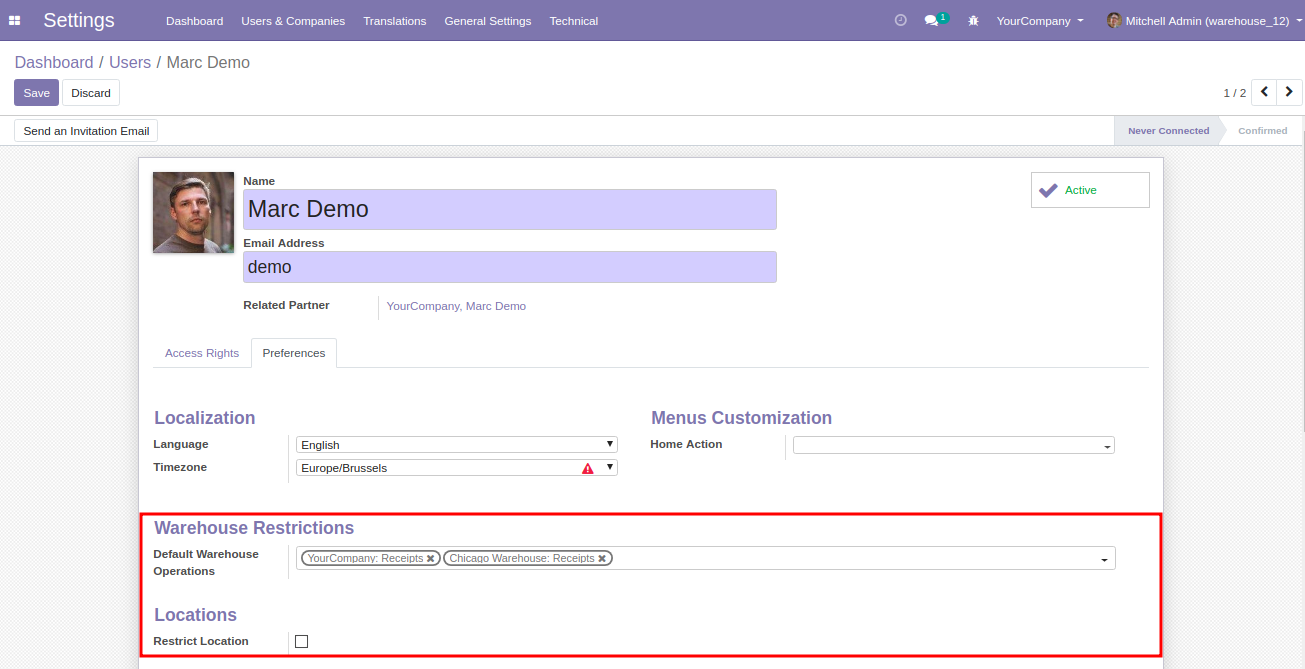 Settings Dashboard Users & Companies Translations General Settings Technical 1 YourCompany Mitchell Admin (warehouse_12)
Dashboard / Users / Marc Demo
Save Discard 1 / 2
Send an Invitation Email Never Connected Confirmed
Name
Marc Demo
Active
Email Address
demo
Related Partner YourCompany, Marc Demo
Access Rights Preferences
Localization Menus Customization
Language English Home Action
Timezone Europe/Brussels
Warehouse Restrictions
Default Warehouse YourCompany: Receipts Chicago Warehouse: Receipts
Operations
Locations
Restrict Location